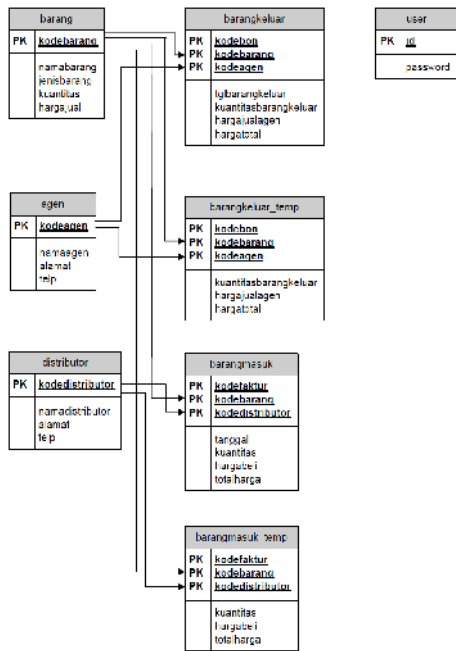 barang
PK kodebarang
namabarang
jenisbarang
kuantitas
hargajual
barangkeluar
PK kodebon
PK kodebarang
PK kodeagen
tglbarangkeluar
kuantitasbarangkeluar
hargajualagen
hargatotal
user
PK id
password
agen
PK kodeagen
namaagen
alamat
telp
barangkeluar_temp
PK kodebon
PK kodebarang
PK kodeagen
kuantitasbarangkeluar
hargajualagen
hargatotal
distributor
PK kodedistributor
namadistributor
alamat
telp
barangmasuk
PK kodefaktur
PK kodebarang
PK kodedistributor
tanggal
kuantitas
hargabeli
totalharga
barangmasuk_temp
PK kodefaktur
PK kodebarang
PK kodedistributor
kuantitas
hargabeli
totalharga